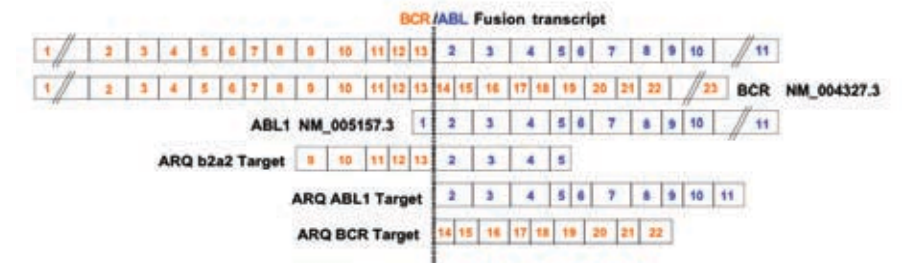 BCR/ABL Fusion transcript
1 2 3 4 5 6 7 8 9 10 11 12 13 2 3 4 5 6 7 8 9 10 11
1 2 3 4 5 6 7 8 9 10 11 12 13 14 15 16 17 18 19 20 21 22 23 BCR NM_004327.3
ABL1 NM_005157.3 1 2 3 4 5 6 7 8 9 10 11
ARQ b2a2 Target 9 10 11 12 13 2 3 4 5
ARQ ABL1 Target 2 3 4 5 6 7 8 9 10 11
ARQ BCR Target 14 15 16 17 18 19 20 21 22